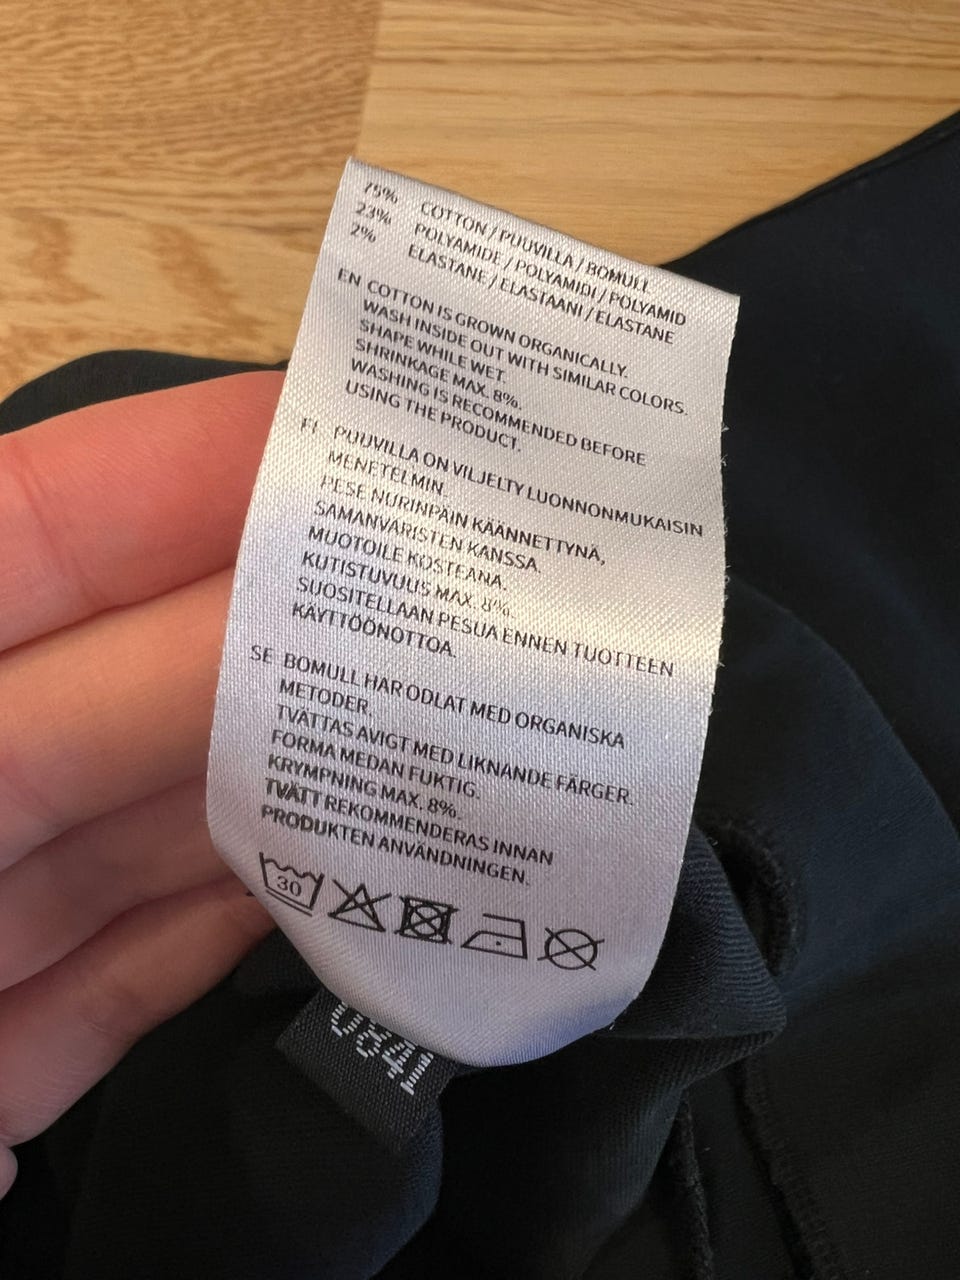 75% COTTON / PUUVILLA / BOMULL
23% POLYAMIDE / POLYAMIDI / POLYAMID
2% ELASTANE / ELASTAANI / ELASTANE
EN COTTON IS GROWN ORGANICALLY.
WASH INSIDE OUT WITH SIMILAR COLORS.
SHAPE WHILE WET.
SHRINKAGE MAX. 8%.
WASHING IS RECOMMENDED BEFORE
USING THE PRODUCT.
FI PUUVILLA ON VILJELTY LUONNONMUKAISIN
MENETELMIN.
PESE NURINPÄIN KÄÄNNETTYNÄ,
SAMANVÄRISTEN KANSSA.
MUOTOILE KOSTEANA.
KUTISTUVUUS MAX. 8%.
SUOSITELLAAN PESUA ENNEN TUOTTEEN
KÄYTTÖÖNOTTOA.
SE BOMULL HAR ODLAT MED ORGANISKA
METODER.
TVÄTTAS AVIGT MED LIKNANDE FÄRGER.
FORMA MEDAN FUKTIG.
KRYMPNING MAX. 8%.
TVÄTT REKOMMENDERAS INNAN
PRODUKTEN ANVÄNDNINGEN.
30
0841